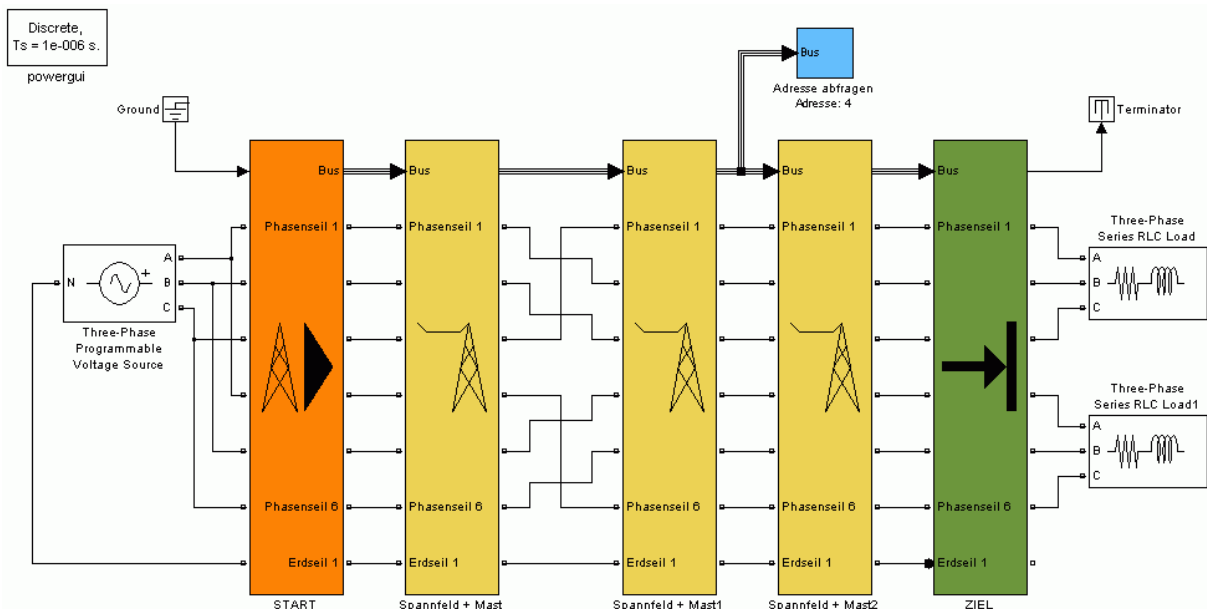 Discrete,
Ts = 1e-006 s.
powergui
Bus
Adresse abfragen
Adresse: 4
Ground
Terminator
Bus
Bus
Bus
Bus
Bus
Phasenseil 1
Phasenseil 1
Phasenseil 1
Phasenseil 1
Phasenseil 1
Three-Phase
Series RLC Load
A
B
C
N
A
B
C
+
Three-Phase
Programmable
Voltage Source
Three-Phase
Series RLC Load1
A
B
C
Phasenseil 6
Phasenseil 6
Phasenseil 6
Phasenseil 6
Phasenseil 6
Erdseil 1
Erdseil 1
Erdseil 1
Erdseil 1
Erdseil 1
START
Spannfeld + Mast
Spannfeld + Mast1
Spannfeld + Mast2
ZIEL